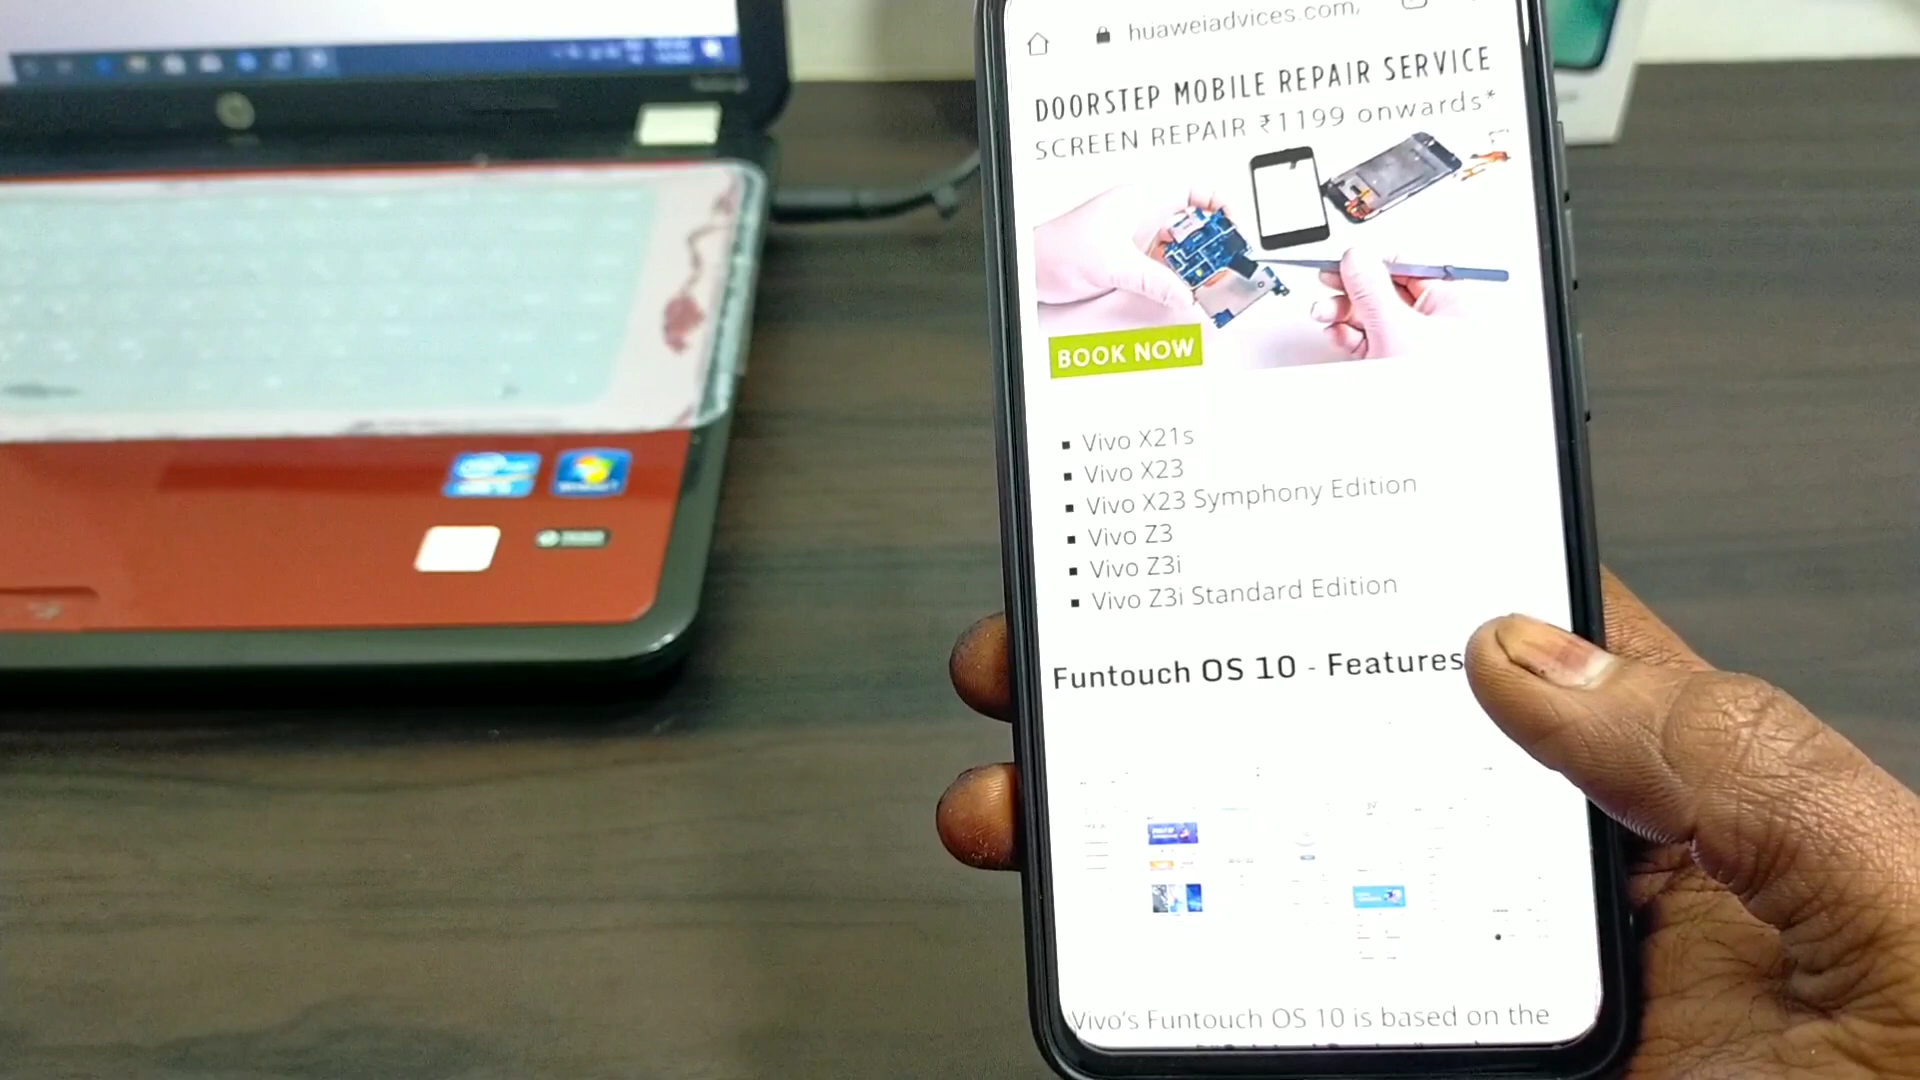 huaweiadvices.com,
DOORSTEP MOBILE REPAIR SERVICE
SCREEN REPAIR ₹1199 onwards*
BOOK NOW
Vivo X21s
Vivo X23
Vivo X23 Symphony Edition
Vivo Z3
Vivo Z3i
Vivo Z3i Standard Edition
Funtouch OS 10 - Features
Vivo's Funtouch OS 10 is based on the